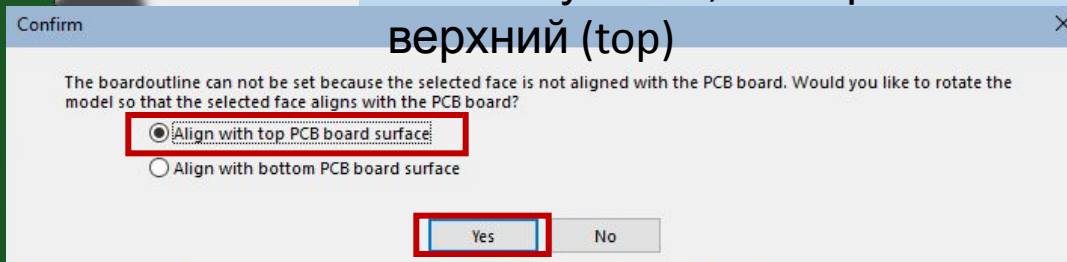 Confirm
верхний (top)
The boardoutline can not be set because the selected face is not aligned with the PCB board. Would you like to rotate the
model so that the selected face aligns with the PCB board?
Align with top PCB board surface
Align with bottom PCB board surface
Yes No